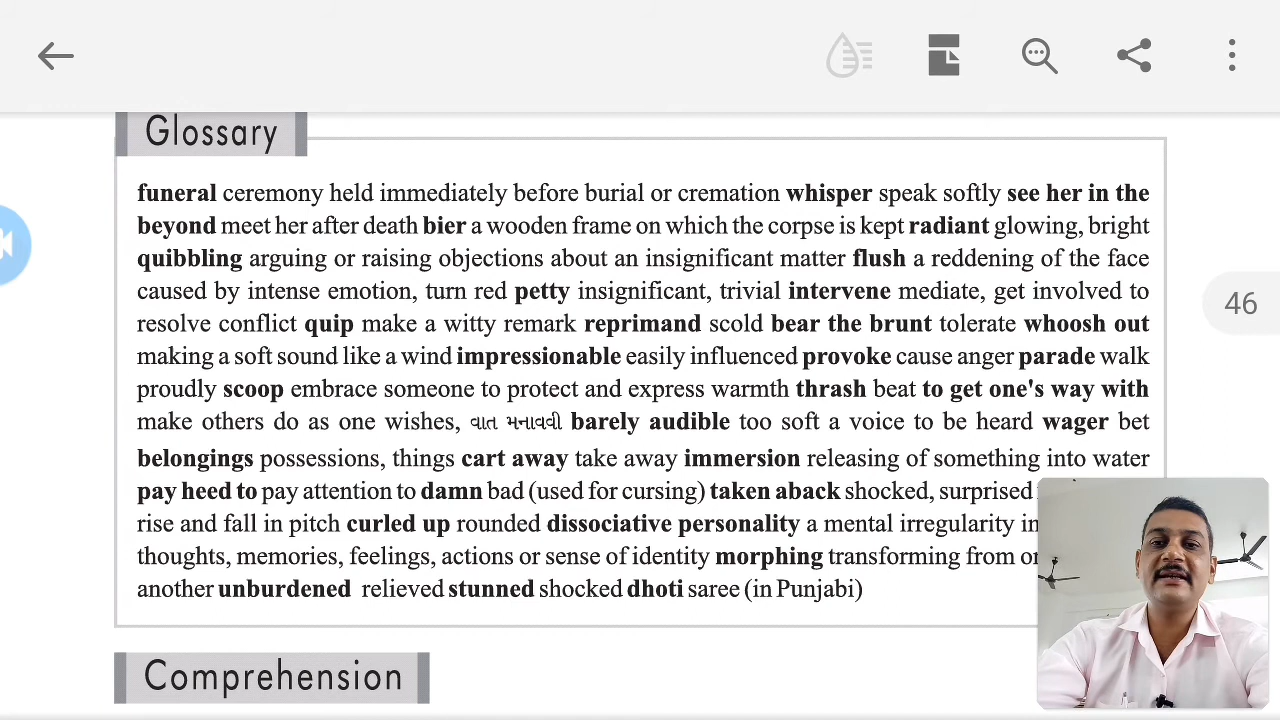 Glossary
funeral ceremony held immediately before burial or cremation whisper speak softly see her in the
beyond meet her after death bier a wooden frame on which the corpse is kept radiant glowing, bright
quibbling arguing or raising objections about an insignificant matter flush a reddening of the face
caused by intense emotion, turn red petty insignificant, trivial intervene mediate, get involved to
resolve conflict quip make a witty remark reprimand scold bear the brunt tolerate whoosh out
making a soft sound like a wind impressionable easily influenced provoke cause anger parade walk
proudly scoop embrace someone to protect and express warmth thrash beat to get one's way with
make others do as one wishes, વાત મનાવવી barely audible too soft a voice to be heard wager bet
belongings possessions, things cart away take away immersion releasing of something into water
pay heed to pay attention to damn bad (used for cursing) taken aback shocked, surprised
rise and fall in pitch curled up rounded dissociative personality a mental irregularity in
thoughts, memories, feelings, actions or sense of identity morphing transforming from
another unburdened relieved stunned shocked dhoti saree (in Punjabi)
46
Comprehension